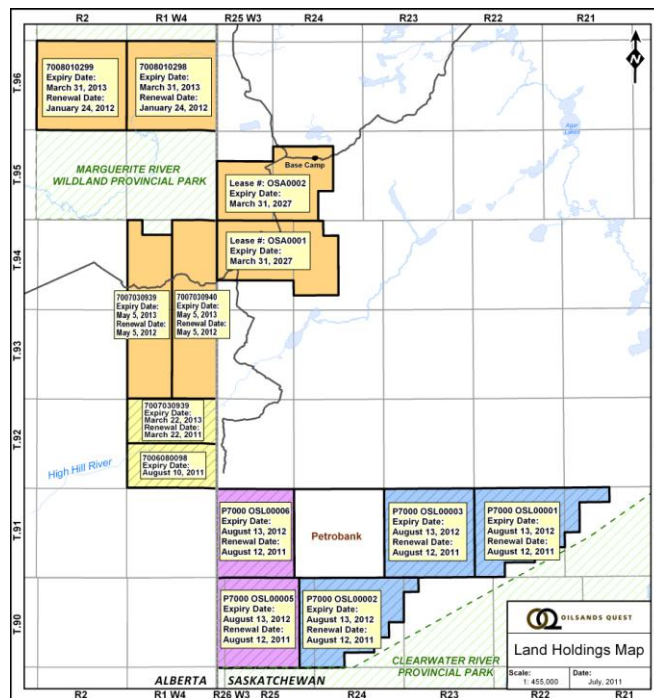 R2 R1 W4 R25 W3 R24 R23 R22 R21
T.96
7008010299
Expiry Date:
March 31, 2013
Renewal Date:
January 24, 2012
7008010298
Expiry Date:
March 31, 2013
Renewal Date:
January 24, 2012
N
Base Camp
MARGUERITE RIVER
WILDLAND PROVINCIAL PARK
T.95
Lease #: OSA0002
Expiry Date:
March 31, 2027
Lease #: OSA0001
Expiry Date:
March 31, 2027
T.94
7007030939
Expiry Date:
May 5, 2013
Renewal Date:
May 5, 2012
7007030940
Expiry Date:
May 5, 2013
Renewal Date:
May 5, 2012
T.93
7007030939
Expiry Date:
March 22, 2013
Renewal Date:
March 22, 2011
T.92
7006080098
Expiry Date:
August 10, 2011
High Hill River
T.91
P7000 OSL00006
Expiry Date:
August 13, 2012
Renewal Date:
August 12, 2011
Petrobank
P7000 OSL00003
Expiry Date:
August 13, 2012
Renewal Date:
August 12, 2011
P7000 OSL00001
Expiry Date:
August 13, 2012
Renewal Date:
August 12, 2011
T.90
P7000 OSL00005
Expiry Date:
August 13, 2012
Renewal Date:
August 12, 2011
P7000 OSL00002
Expiry Date:
August 13, 2012
Renewal Date:
August 12, 2011
CLEARWATER RIVER
PROVINCIAL PARK
ALBERTA SASKATCHEWAN
OILSANDS QUEST
Land Holdings Map
Scale:
1: 455,000
Date:
July, 2011
R2 R1 W4 R26 W3 R25 R24 R23 R22 R21